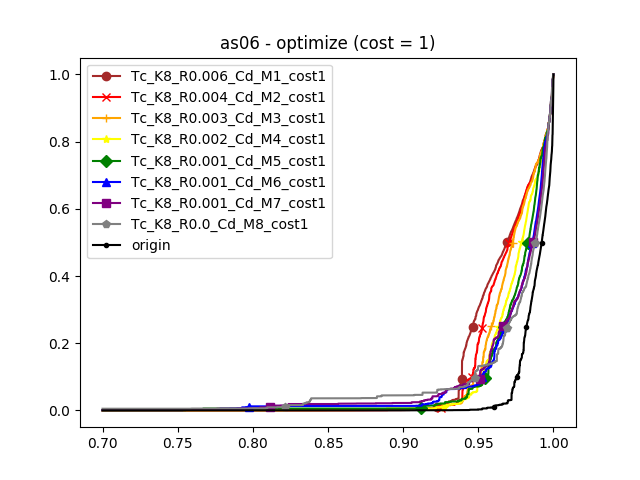 as06 - optimize (cost = 1)
1.0
0.8
0.6
0.4
0.2
0.0
Tc_K8_R0.006_Cd_M1_cost1
Tc_K8_R0.004_Cd_M2_cost1
Tc_K8_R0.003_Cd_M3_cost1
Tc_K8_R0.002_Cd_M4_cost1
Tc_K8_R0.001_Cd_M5_cost1
Tc_K8_R0.001_Cd_M6_cost1
Tc_K8_R0.001_Cd_M7_cost1
Tc_K8_R0.0_Cd_M8_cost1
origin
0.70 0.75 0.80 0.85 0.90 0.95 1.00